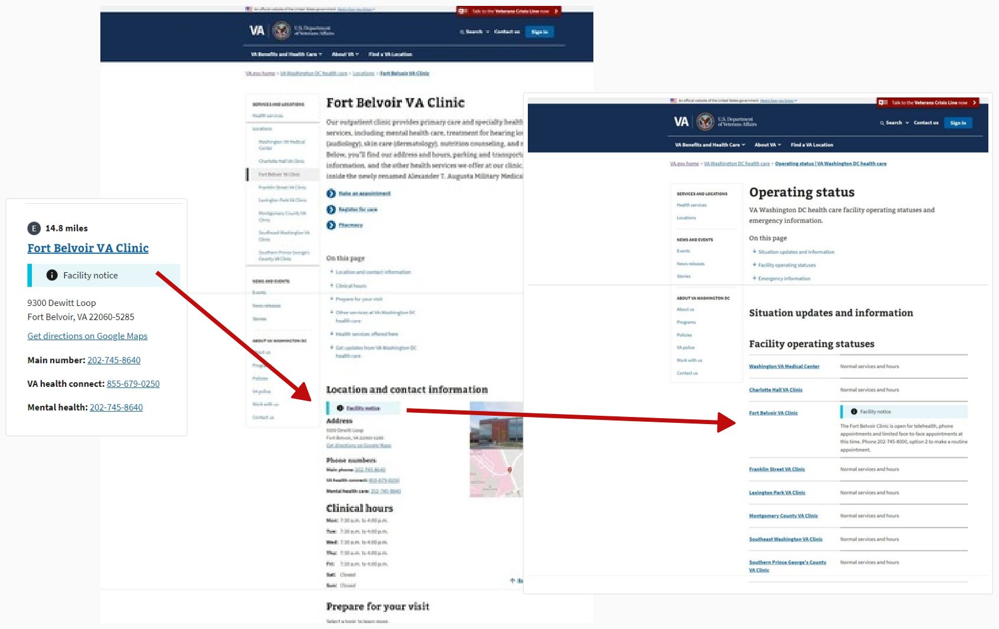 E 14.8 miles
Fort Belvoir VA Clinic
Facility notice
9300 Dewitt Loop
Fort Belvoir, VA 22060-5285
Get directions on Google Maps
Main number: 202-745-8640
VA health connect: 855-679-0250
Mental health: 202-745-8640
An official website of the United States government Here's how you know
Talk to the Veterans Crisis Line now
VA U.S. Department
of Veterans Affairs
Search Contact us Sign in
VA Benefits and Health Care About VA Find a VA Location
VA.gov home › VA Washington DC health care › Locations › Fort Belvoir VA Clinic
SERVICES AND LOCATIONS
Health services
Locations
Washington VA Medical
Center
Charlotte Hall VA Clinic
Fort Belvoir VA Clinic
Franklin Street VA Clinic
Lexington Park VA Clinic
Montgomery County VA
Clinic
Southeast Washington VA
Clinic
Southern Prince George's
County VA Clinic
NEWS AND EVENTS
Events
News releases
Stories
ABOUT VA WASHINGTON DC
About us
Policies
VA police
Work with us
Contact us
Fort Belvoir VA Clinic
Our outpatient clinic provides primary care and specialty health
services, including mental health care, treatment for hearing
(audiology), skin care (dermatology), nutrition counseling, and
Below, you'll find our address and hours, parking and
information, and the other health services we offer at our clinic,
inside the newly renamed Alexander T. Augusta Military
Make an appointment
Register for care
Pharmacy
On this page
Location and contact information
Clinical hours
Prepare for your visit
Other services at VA Washington DC
health care
Health services offered here
Get updates from VA Washington DC
health care
Location and contact information
Facility notice
Address
9300 Dewitt Loop
Fort Belvoir, VA 22060-5285
Get directions on Google Maps
Phone numbers
Main phone: 202-745-8640
VA health connect: 855-679-0250
Mental health care: 202-745-8640
Clinical hours
Mon: 7:30 a.m. to 4:00 p.m.
Tue: 7:30 a.m. to 4:00 p.m.
Wed: 7:30 a.m. to 4:00 p.m.
Thu: 7:30 a.m. to 4:00 p.m.
Fri: 7:30 a.m. to 4:00 p.m.
Sat: Closed
Sun: Closed
Prepare for your visit
Select a topic to learn more.
An official website of the United States government Here's how you know
Talk to the Veterans Crisis Line now
VA U.S. Department
of Veterans Affairs
Search Contact us Sign in
VA Benefits and Health Care About VA Find a VA Location
VA.gov home › VA Washington DC health care › Operating status | VA Washington DC health care
SERVICES AND LOCATIONS
Health services
Locations
NEWS AND EVENTS
Events
News releases
Stories
ABOUT VA WASHINGTON DC
About us
Programs
Policies
VA police
Work with us
Contact us
Operating status
VA Washington DC health care facility operating statuses and
emergency information.
On this page
Situation updates and information
Facility operating statuses
Emergency information
Situation updates and information
Facility operating statuses
Washington VA Medical Center Normal services and hours
Charlotte Hall VA Clinic Normal services and hours
Fort Belvoir VA Clinic Facility notice
The Fort Belvoir Clinic is open for telehealth, phone
appointments and limited face-to-face appointments at
this time. Phone 202-745-8000, option 2 to make a routine
appointment.
Franklin Street VA Clinic Normal services and hours
Lexington Park VA Clinic Normal services and hours
Montgomery County VA Clinic Normal services and hours
Southeast Washington VA Clinic Normal services and hours
Southern Prince George's County Normal services and hours
VA Clinic